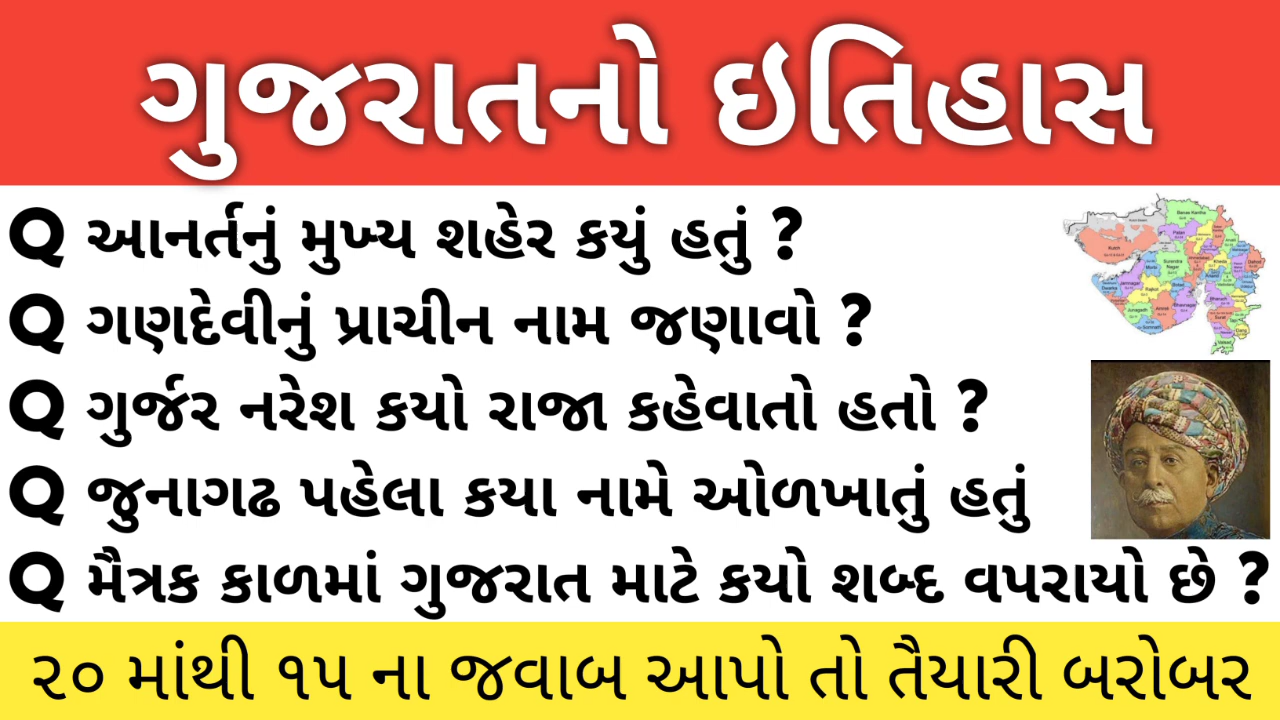 ગુજરાતનો ઇતિહાસ
Q આનર્તનું મુખ્ય શહેર કયું હતું ?
Q ગણદેવીનું પ્રાચીન નામ જણાવો ?
Q ગુર્જર નરેશ કયો રાજા કહેવાતો હતો ?
Q જુનાગઢ પહેલા કયા નામે ઓળખાતું હતું
Q મૈત્રક કાળમાં ગુજરાત માટે કયો શબ્દ વપરાયો છે ?
૨૦ માંથી ૧૫ ના જવાબ આપો તો તૈયારી બરોબર